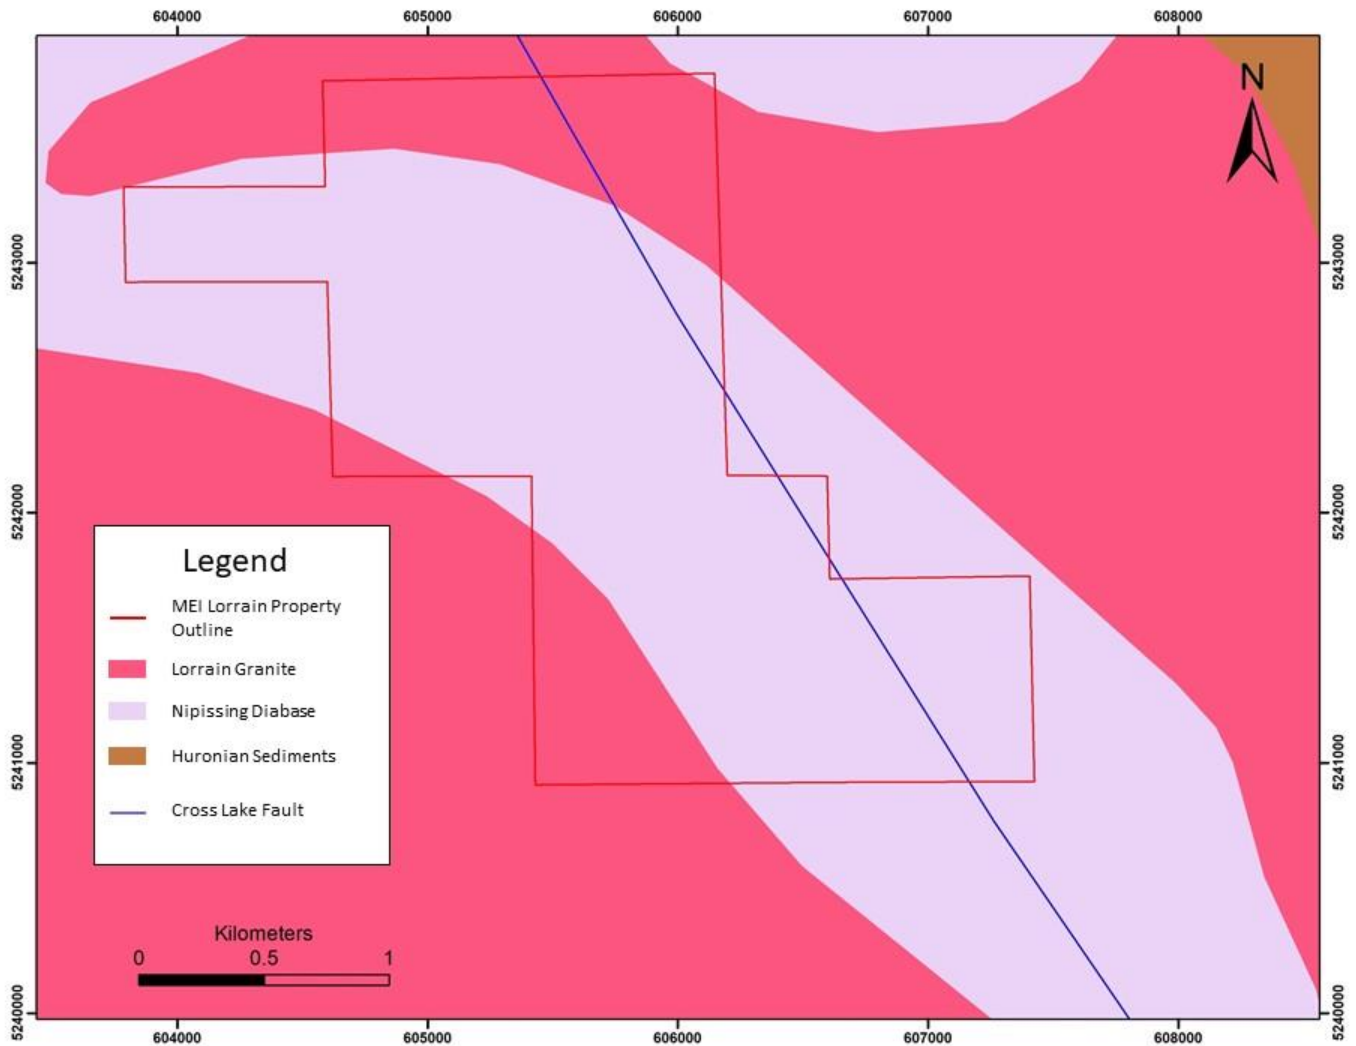 604000 605000 606000 607000 608000
N
5243000 5243000
5242000 5242000
Legend
MEI Lorrain Property
Outline
Lorrain Granite
Nipissing Diabase
Huronian Sediments
Cross Lake Fault
5241000 5241000
Kilometers
0 0.5 1
5240000 5240000
604000 605000 606000 607000 608000